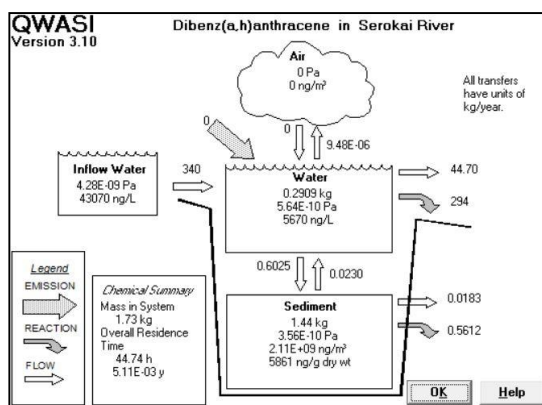 QWASI
Version 3.10
Dibenz(a,h)anthracene in Serokai River
Air
0 Pa
0 ng/m³
All transfers
have units of
kg/year.
0
0
9.48E-06
Inflow Water
4.28E-09 Pa
43070 ng/L
340
Water
0.2909 kg
5.64E-10 Pa
5670 ng/L
44.70
294
0.6025
0.0230
Legend
EMISSION
REACTION
FLOW
Chemical Summary
Mass in System
1.73 kg
Overall Residence
Time
44.74 h
5.11E-03 y
Sediment
1.44 kg
3.56E-10 Pa
2.11E+09 ng/m³
5861 ng/g dry wt
0.0183
0.5612
OK
Help